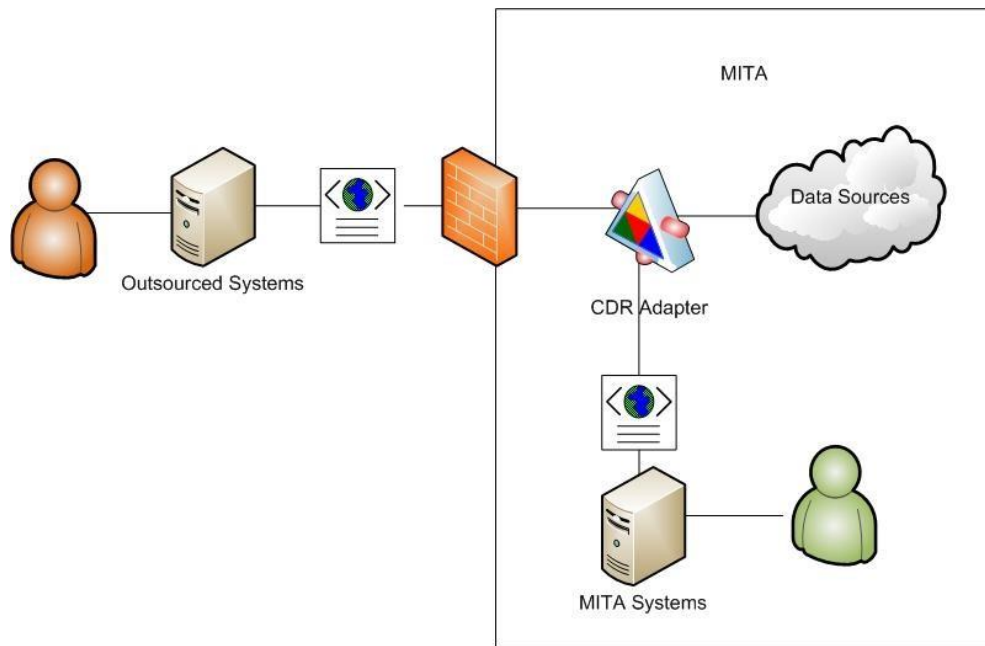 MITA
Data Sources
Outsourced Systems
CDR Adapter
MITA Systems